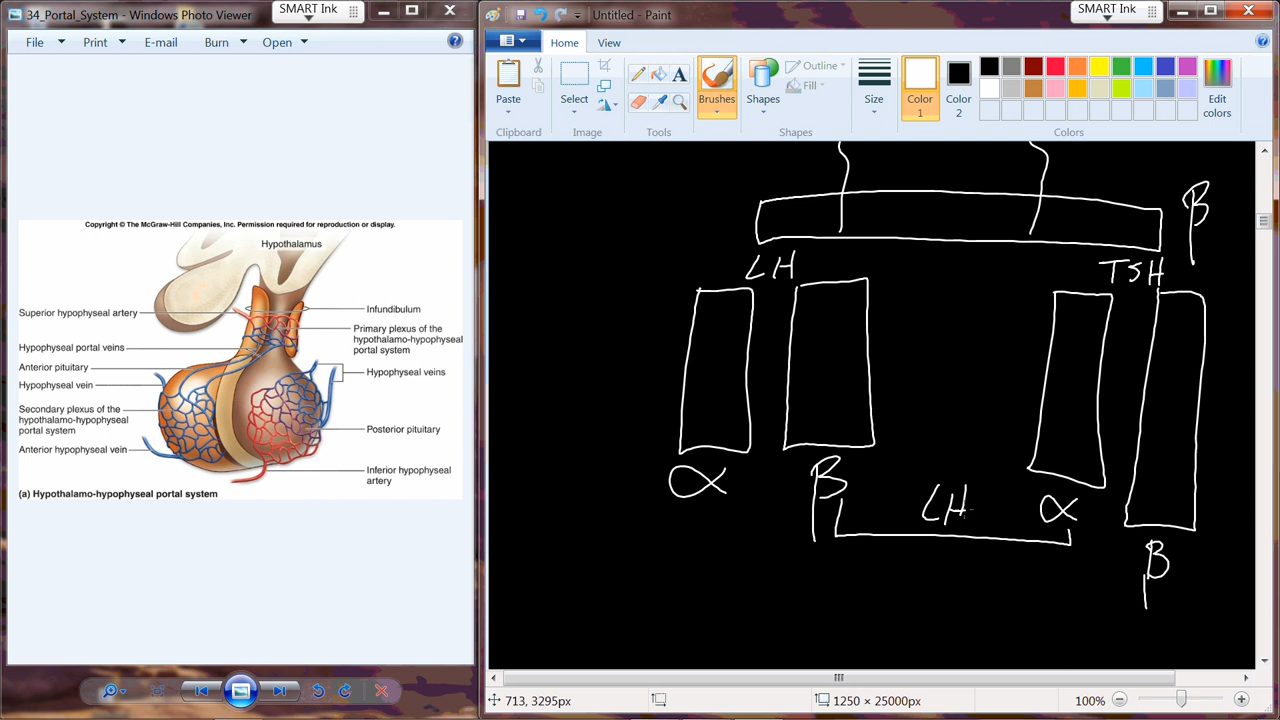 34_Portal_System - Windows Photo Viewer
SMART Ink
File Print E-mail Burn Open
Copyright © The McGraw-Hill Companies, Inc. Permission required for reproduction or display.
Hypothalamus
Superior hypophyseal artery
Hypophyseal portal veins
Anterior pituitary
Hypophyseal vein
Secondary plexus of the
hypothalamo-hypophyseal
portal system
Anterior hypophyseal vein
Infundibulum
Primary plexus of the
hypothalamo-hypophyseal
portal system
Hypophyseal veins
Posterior pituitary
Inferior hypophyseal
artery
(a) Hypothalamo-hypophyseal portal system
Untitled - Paint
SMART Ink
Home View
Paste
Clipboard
Select
Image
Tools
Brushes
Shapes
Outline
Fill
Shapes
Size
Color
1
Color
2
Edit
colors
Colors
β
LH TSH
α β α β
LH
713, 3295px
1250 × 25000px
100%